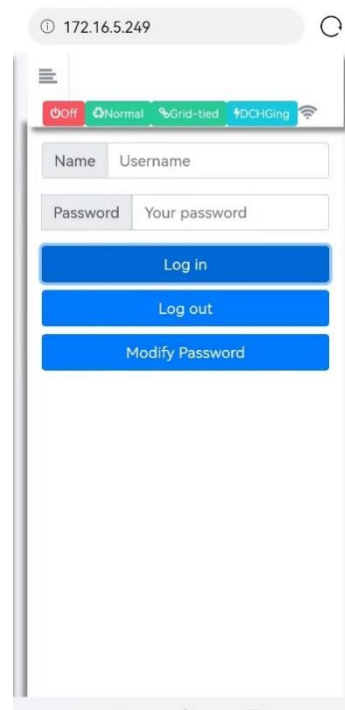 172.16.5.249
Off Normal Grid-tied DCHGing
Name Username
Password Your password
Log in
Log out
Modify Password